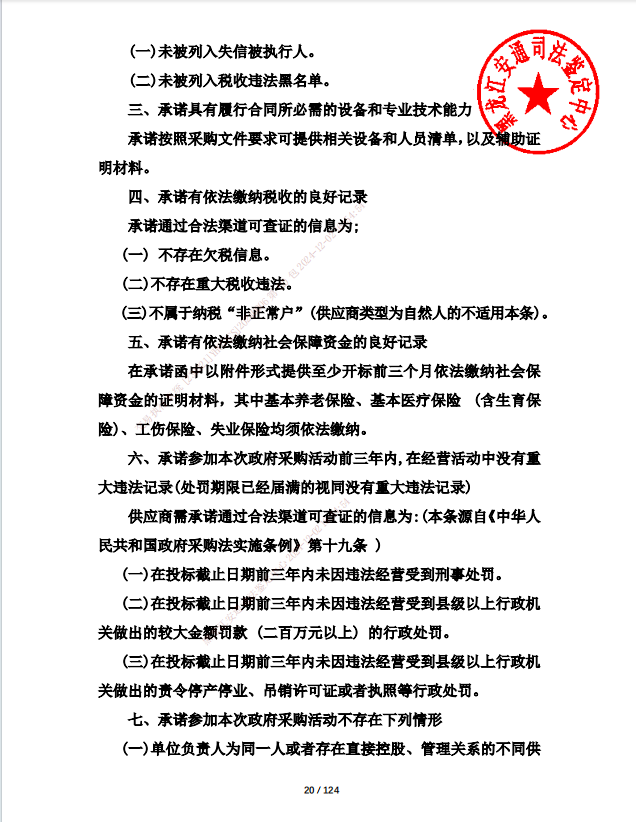 (一)未被列入失信被执行人。
(二)未被列入税收违法黑名单。
三、承诺具有履行合同所必需的设备和专业技术能力
承诺按照采购文件要求可提供相关设备和人员清单,以及辅助证
明材料。
四、承诺有依法缴纳税收的良好记录
承诺通过合法渠道可查证的信息为;
(一) 不存在欠税信息。
(二)不存在重大税收违法。
(三)不属于纳税“非正常户”(供应商类型为自然人的不适用本条)。
五、承诺有依法缴纳社会保障资金的良好记录
在承诺函中以附件形式提供至少开标前三个月依法缴纳社会保
障资金的证明材料，其中基本养老保险、基本医疗保险 (含生育保
险)、工伤保险、失业保险均须依法缴纳。
六、承诺参加本次政府采购活动前三年内,在经营活动中没有重
大违法记录(处罚期限已经届满的视同没有重大违法记录)
供应商需承诺通过合法渠道可查证的信息为:(本条源自《中华人
民共和国政府采购法实施条例》第十九条 )
(一)在投标截止日期前三年内未因违法经营受到刑事处罚。
(二)在投标截止日期前三年内未因违法经营受到县级以上行政机
关做出的较大金额罚款 (二百万元以上) 的行政处罚。
(三)在投标截止日期前三年内未因违法经营受到县级以上行政机
关做出的责令停产停业、吊销许可证或者执照等行政处罚。
七、承诺参加本次政府采购活动不存在下列情形
(一)单位负责人为同一人或者存在直接控股、管理关系的不同供
20 / 124
龙江安通司法鉴定中心